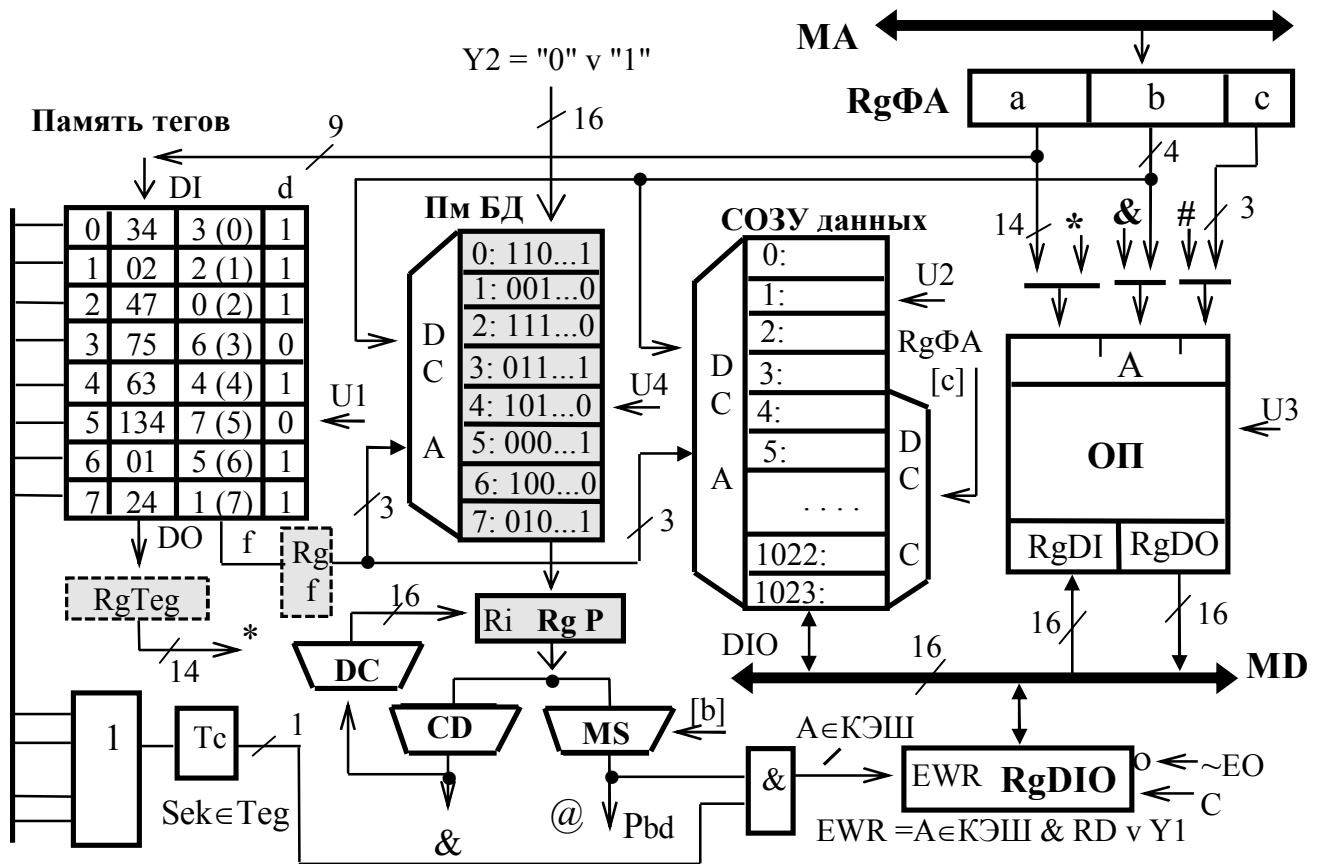 MA
Y2 = "0" v "1"
RgФА a b c
16
Память тегов
9
4
DI d
Пм БД
СОЗУ данных
14 * & # 3
0 34 3 (0) 1
1 02 2 (1) 1
2 47 0 (2) 1
3 75 6 (3) 0
4 63 4 (4) 1
5 134 7 (5) 0
6 01 5 (6) 1
7 24 1 (7) 1
U1
DC A
0: 110...1
1: 001...0
2: 111...0
3: 011...1
4: 101...0
5: 000...1
6: 100...0
7: 010...1
U4
DC A
0:
1:
2:
3:
4:
5:
. . . .
1022:
1023:
U2
RgФА
[c]
DC C
A
ОП
U3
RgDI RgDO
DO f
Rg f
3
3
RgTeg
14 *
16
Ri Rg P
DC
CD
MS
[b]
DIO
16
16
16
MD
1
Tc
1
Sek∈Teg
&
@ Pbd
&
A∈КЭШ
EWR RgDIO
o ~EO
C
EWR =A∈КЭШ & RD v Y1